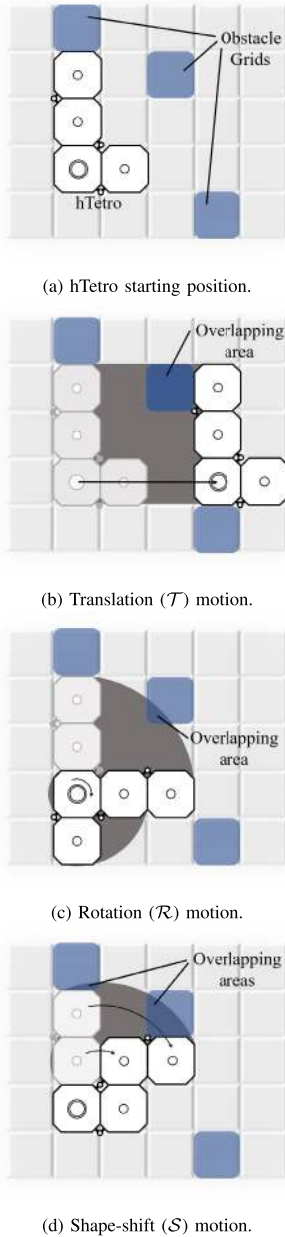 Obstacle
Grids
hTetro
(a) hTetro starting position.
Overlapping
area
(b) Translation (𝒯) motion.
Overlapping
area
(c) Rotation (ℛ) motion.
Overlapping
areas
(d) Shape-shift (𝒮) motion.